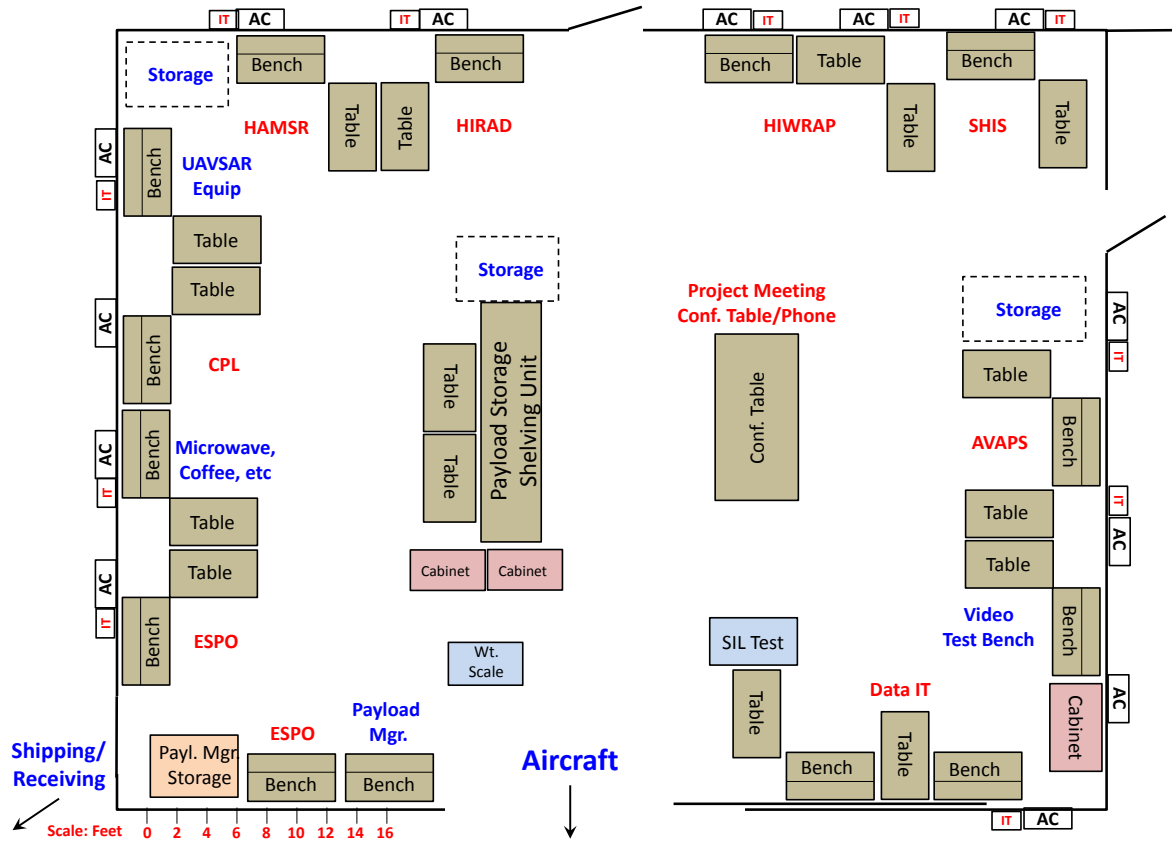 IT
AC
IT
AC
AC
IT
AC
IT
AC
IT
Storage
Bench
Bench
Bench
Table
Bench
HAMSR
Table
Table
HIRAD
HIWRAP
Table
SHIS
Table
AC
IT
Bench
UAVSAR
Equip
Table
Table
Storage
Project Meeting
Conf. Table/Phone
Storage
AC
IT
AC
Bench
CPL
Table
Table
Payload Storage
Shelving Unit
Conf. Table
Table
Bench
AVAPS
AC
IT
Bench
Microwave,
Coffee, etc
Table
Table
Cabinet
Cabinet
Table
Table
IT
AC
AC
IT
Bench
ESPO
Wt.
Scale
SIL Test
Table
Video
Test Bench
Bench
Data IT
Cabinet
AC
Shipping/
Receiving
Payl. Mgr.
Storage
ESPO
Bench
Payload
Mgr.
Bench
Aircraft
Bench
Table
Bench
Scale: Feet
0 2 4 6 8 10 12 14 16
IT
AC